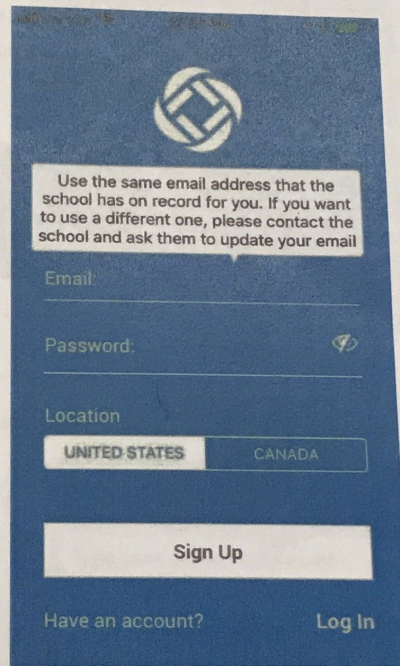 Use the same email address that the
school has on record for you. If you want
to use a different one, please contact the
school and ask them to update your email
Email:
Password:
Location
UNITED STATES
CANADA
Sign Up
Have an account?
Log In